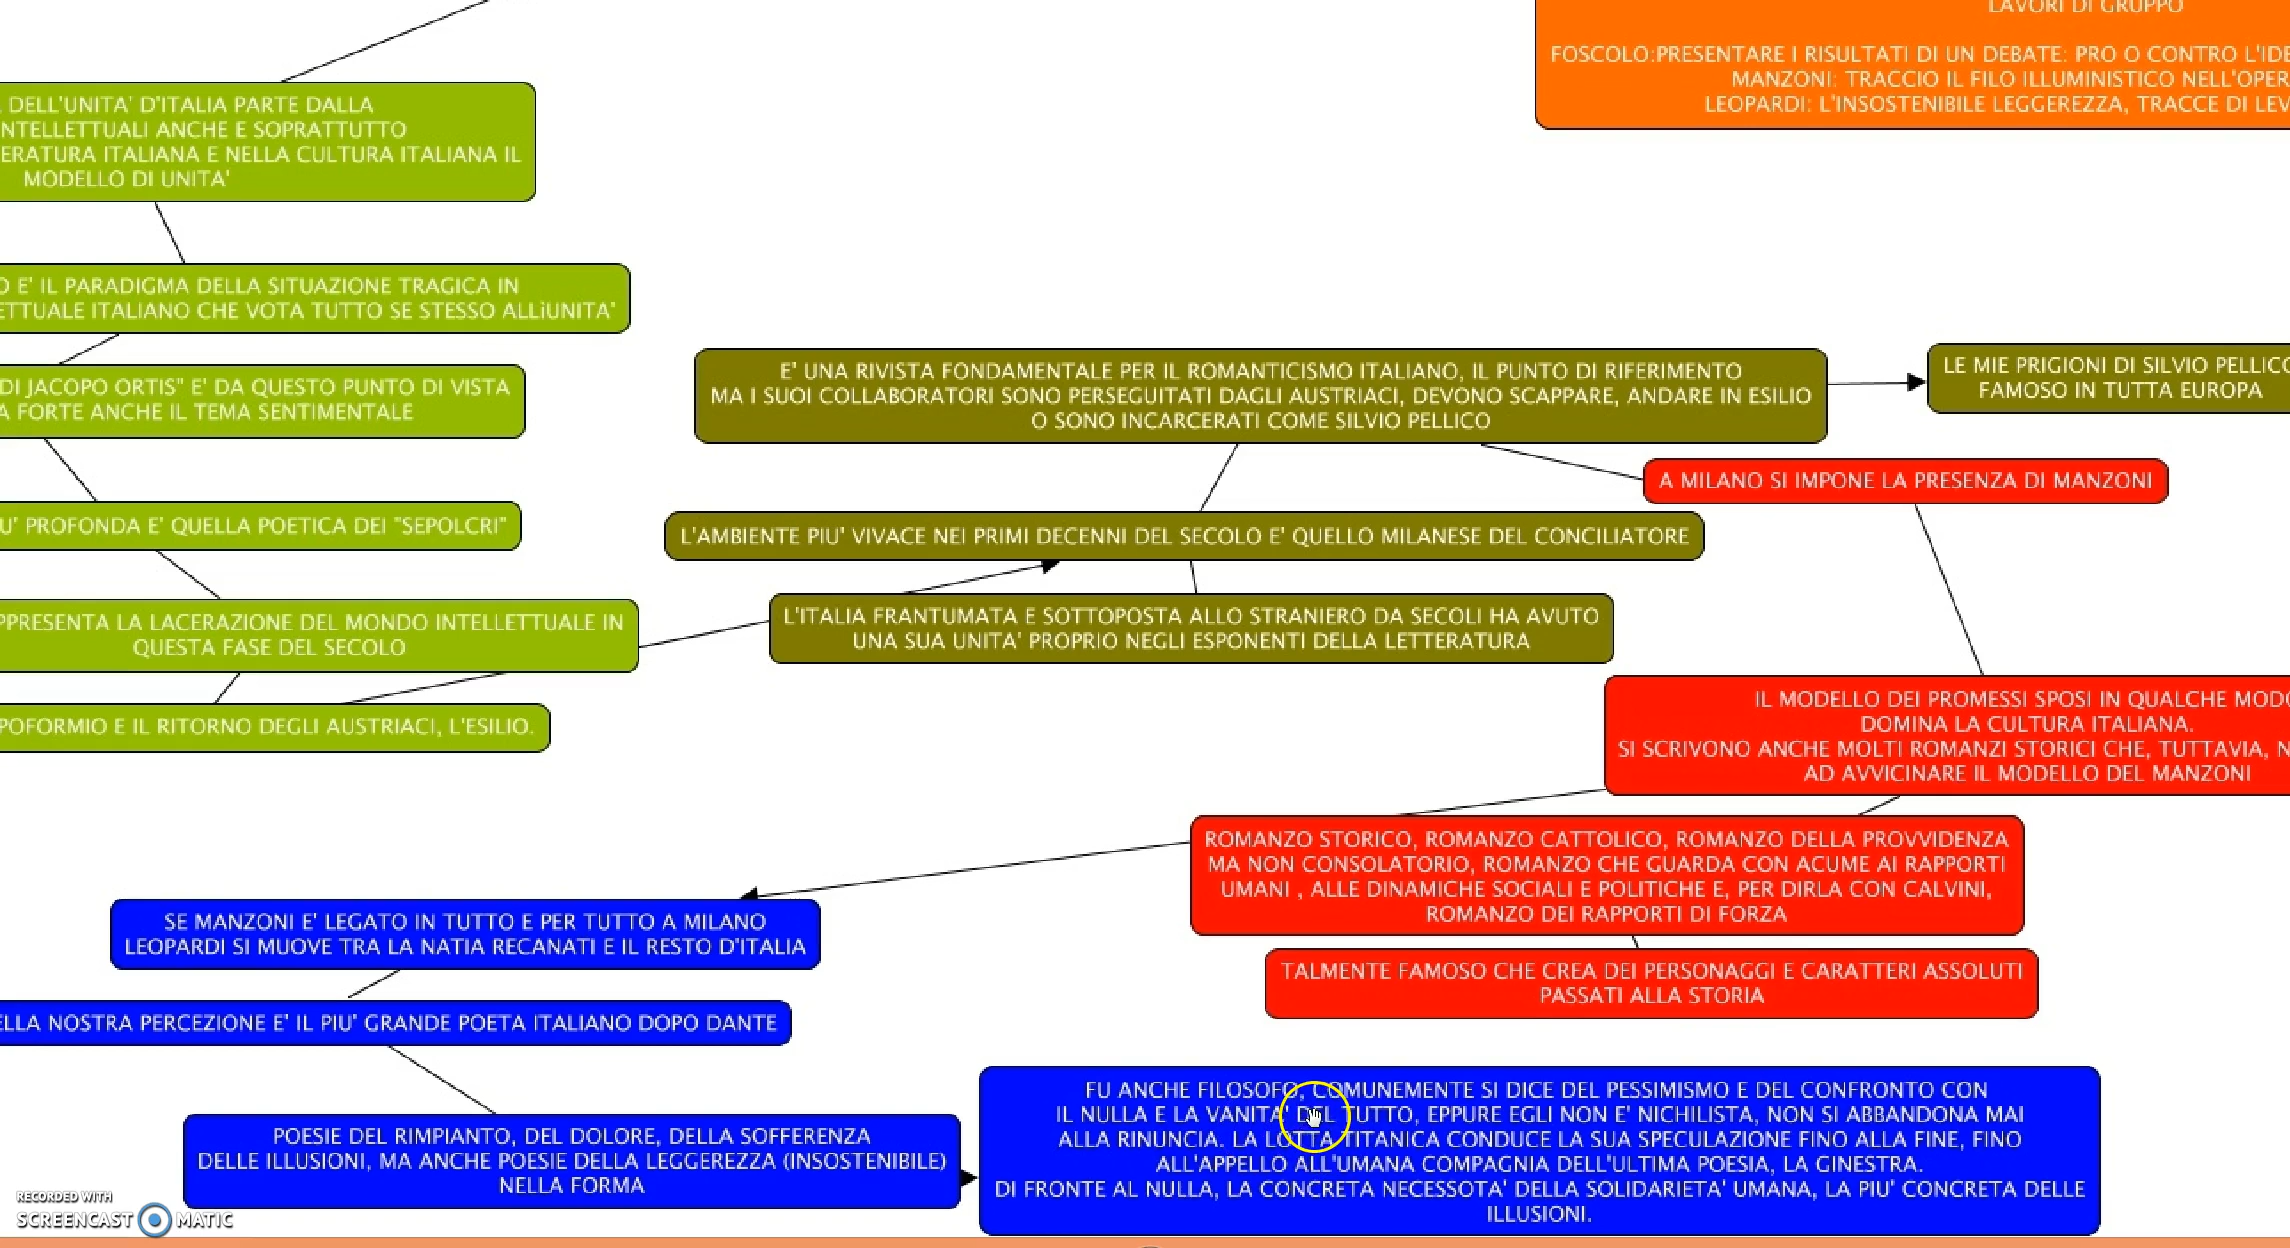 LAVORI DI GRUPPO
FOSCOLO:PRESENTARE I RISULTATI DI UN DEBATE: PRO O CONTRO L'IDE
MANZONI: TRACCIO IL FILO ILLUMINISTICO NELL'OPER
LEOPARDI: L'INSOSTENIBILE LEGGEREZZA, TRACCE DI LEV
DELL'UNITA' D'ITALIA PARTE DALLA
NTELLETTUALI ANCHE E SOPRATTUTTO
ERATURA ITALIANA E NELLA CULTURA ITALIANA IL
MODELLO DI UNITA'
O E' IL PARADIGMA DELLA SITUAZIONE TRAGICA IN
ETTUALE ITALIANO CHE VOTA TUTTO SE STESSO ALLiUNITA"
DI JACOPO ORTIS" E' DA QUESTO PUNTO DI VISTA
A FORTE ANCHE IL TEMA SENTIMENTALE
U' PROFONDA E' QUELLA POETICA DEI "SEPOLCRI"
PPRESENTA LA LACERAZIONE DEL MONDO INTELLETTUALE IN
QUESTA FASE DEL SECOLO
POFORMIO E IL RITORNO DEGLI AUSTRIACI, L'ESILIO.
E' UNA RIVISTA FONDAMENTALE PER IL ROMANTICISMO ITALIANO, IL PUNTO DI RIFERIMENTO
MA I SUOI COLLABORATORI SONO PERSEGUITATI DAGLI AUSTRIACI, DEVONO SCAPPARE, ANDARE IN ESILIO
O SONO INCARCERATI COME SILVIO PELLICO
LE MIE PRIGIONI DI SILVIO PELLICO
FAMOSO IN TUTTA EUROPA
A MILANO SI IMPONE LA PRESENZA DI MANZONI
L'AMBIENTE PIU' VIVACE NEI PRIMI DECENNI DEL SECOLO E' QUELLO MILANESE DEL CONCILIATORE
L'ITALIA FRANTUMATA E SOTTOPOSTA ALLO STRANIERO DA SECOLI HA AVUTO
UNA SUA UNITA' PROPRIO NEGLI ESPONENTI DELLA LETTERATURA
IL MODELLO DEI PROMESSI SPOSI IN QUALCHE MODO
DOMINA LA CULTURA ITALIANA.
SI SCRIVONO ANCHE MOLTI ROMANZI STORICI CHE, TUTTAVIA, N
AD AVVICINARE IL MODELLO DEL MANZONI
ROMANZO STORICO, ROMANZO CATTOLICO, ROMANZO DELLA PROVVIDENZA
MA NON CONSOLATORIO, ROMANZO CHE GUARDA CON ACUME AI RAPPORTI
UMANI , ALLE DINAMICHE SOCIALI E POLITICHE E, PER DIRLA CON CALVINI,
ROMANZO DEI RAPPORTI DI FORZA
TALMENTE FAMOSO CHE CREA DEI PERSONAGGI E CARATTERI ASSOLUTI
PASSATI ALLA STORIA
SE MANZONI E' LEGATO IN TUTTO E PER TUTTO A MILANO
LEOPARDI SI MUOVE TRA LA NATIA RECANATI E IL RESTO D'ITALIA
ELLA NOSTRA PERCEZIONE E' IL PIU' GRANDE POETA ITALIANO DOPO DANTE
POESIE DEL RIMPIANTO, DEL DOLORE, DELLA SOFFERENZA
DELLE ILLUSIONI, MA ANCHE POESIE DELLA LEGGEREZZA (INSOSTENIBILE)
NELLA FORMA
FU ANCHE FILOSOFO, COMUNEMENTE SI DICE DEL PESSIMISMO E DEL CONFRONTO CON
IL NULLA E LA VANITA' DEL TUTTO, EPPURE EGLI NON E' NICHILISTA, NON SI ABBANDONA MAI
ALLA RINUNCIA. LA LOTTA TITANICA CONDUCE LA SUA SPECULAZIONE FINO ALLA FINE, FINO
ALL'APPELLO ALL'UMANA COMPAGNIA DELL'ULTIMA POESIA, LA GINESTRA.
DI FRONTE AL NULLA, LA CONCRETA NECESSOTA' DELLA SOLIDARIETA' UMANA, LA PIU' CONCRETA DELLE
ILLUSIONI.
RECORDED WITH
SCREENCAST MATIC